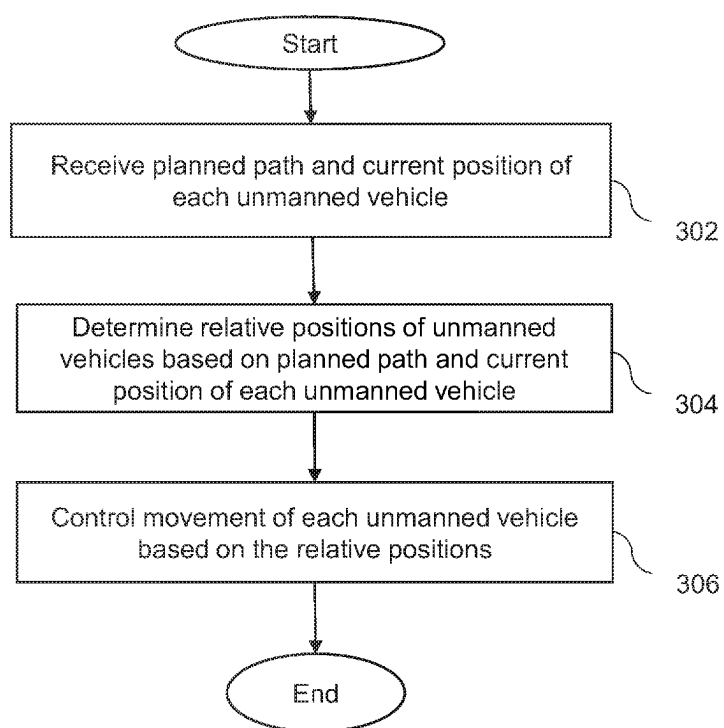 Start
Receive planned path and current position of
each unmanned vehicle
302
Determine relative positions of unmanned
vehicles based on planned path and current
position of each unmanned vehicle
304
Control movement of each unmanned vehicle
based on the relative positions
306
End